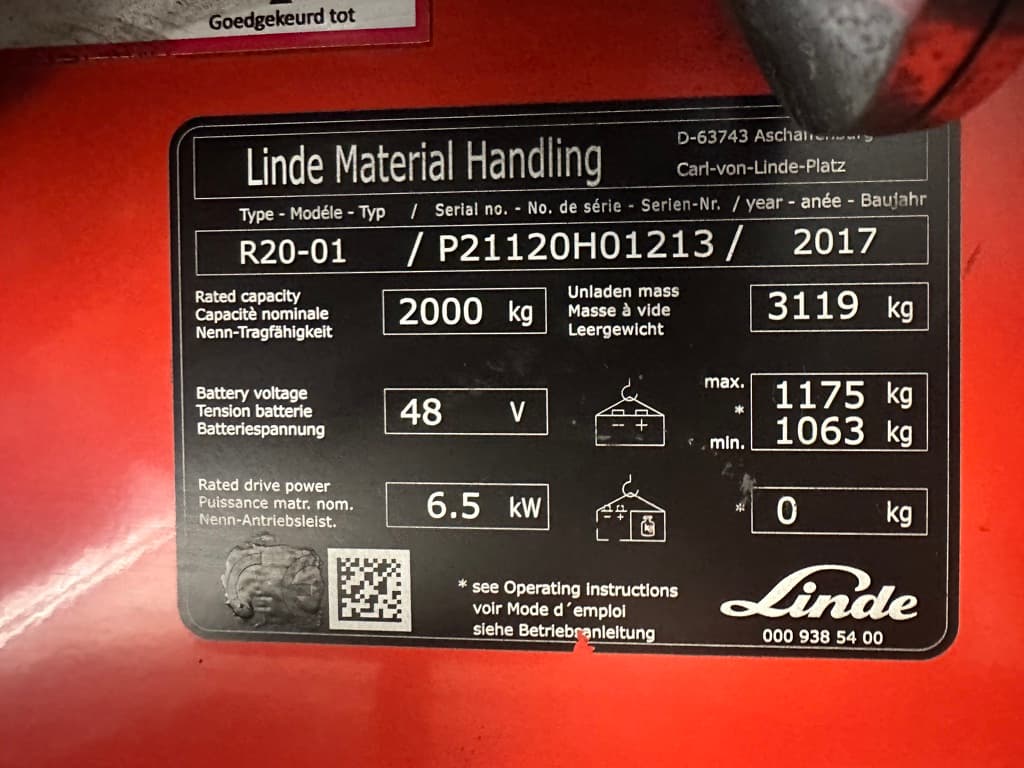 Goedgekeurd tot
Linde Material Handling
D-63743 Aschaffenburg
Carl-von-Linde-Platz
Type - Modéle - Typ / Serial no. - No. de série - Serien-Nr. / year - anée - Baujahr
R20-01 / P21120H01213 / 2017
Rated capacity
Capacitè nominale
Nenn-Tragfähigkeit
2000 kg
Unladen mass
Masse à vide
Leergewicht
3119 kg
Battery voltage
Tension batterie
Batteriespannung
48 V
- +
max. 1175 kg
*
min. 1063 kg
Rated drive power
Puissance matr. nom.
Nenn-Antriebsleist.
6.5 kW
- +
kg
* 0 kg
* see Operating Instructions
voir Mode d´emploi
siehe Betriebsanleitung
Linde
000 938 54 00